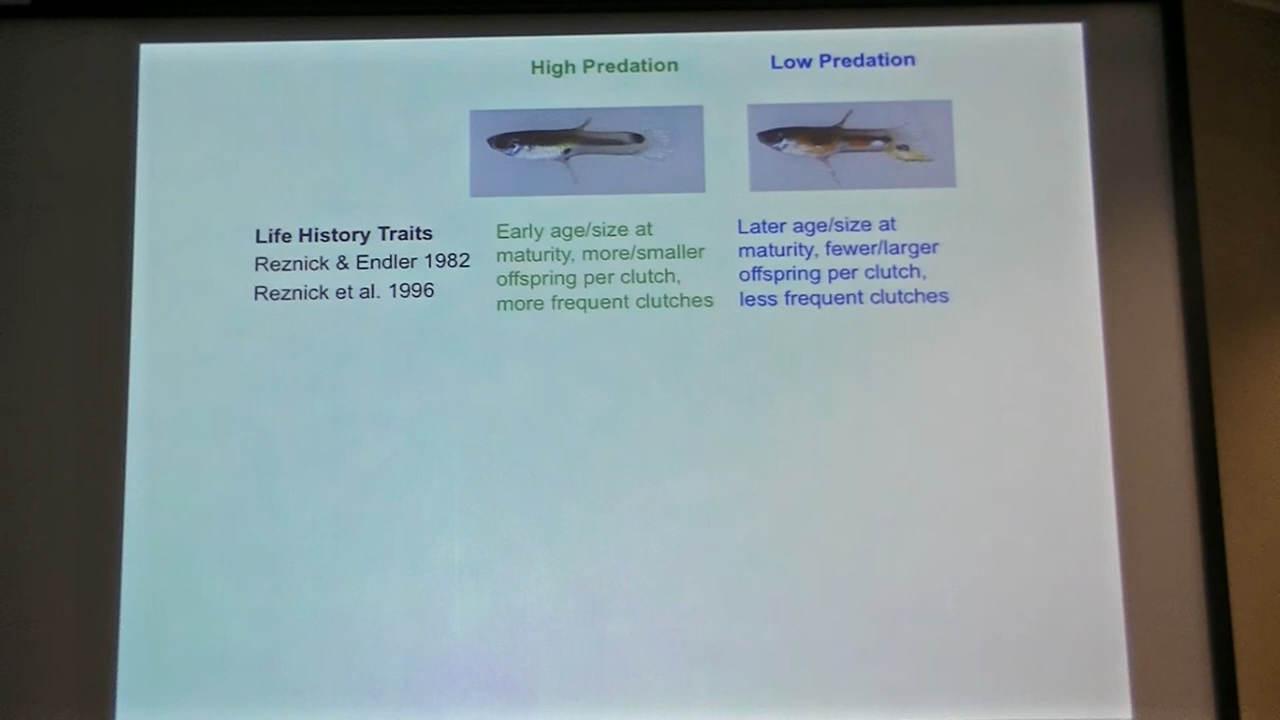 High Predation
Low Predation
Life History Traits
Reznick & Endler 1982
Reznick et al. 1996
Early age/size at
maturity, more/smaller
offspring per clutch,
more frequent clutches
Later age/size at
maturity, fewer/larger
offspring per clutch,
less frequent clutches